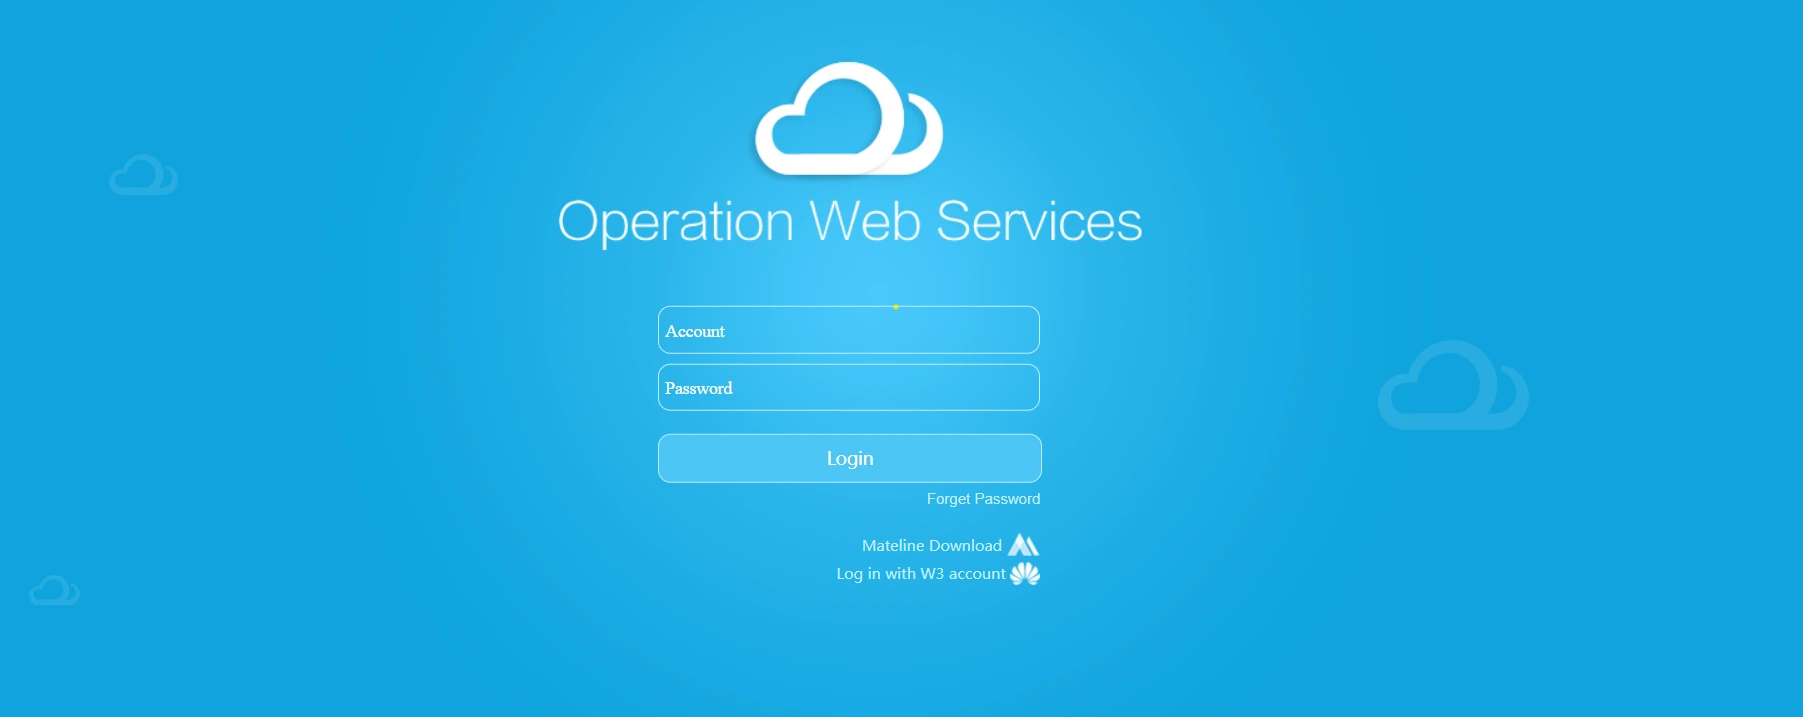 Operation Web Services
Account
Password
Login
Forget Password
Mateline Download
Log in with W3 account